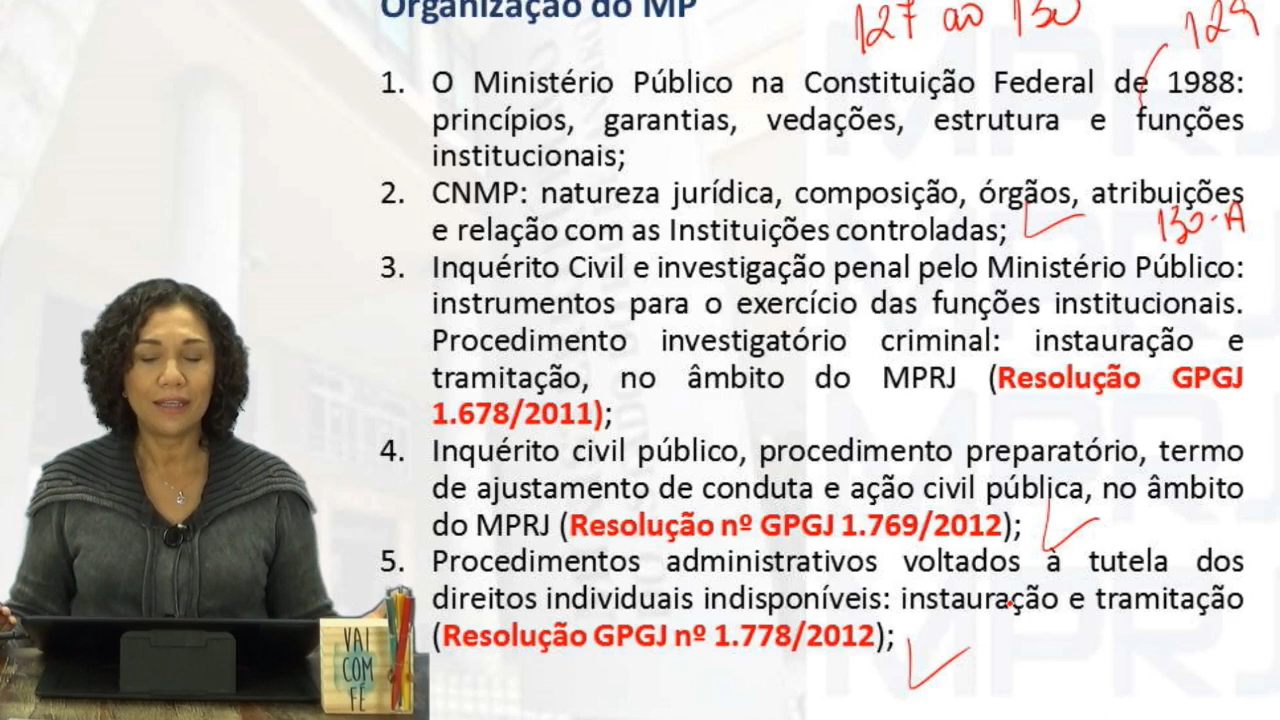 Organização do MP
127 ao 130
129
1. O Ministério Público na Constituição Federal de 1988:
princípios, garantias, vedações, estrutura e funções
institucionais;
2. CNMP: natureza jurídica, composição, órgãos, atribuições
e relação com as Instituições controladas;
130-A
3. Inquérito Civil e investigação penal pelo Ministério Público:
instrumentos para o exercício das funções institucionais.
Procedimento investigatório criminal: instauração e
tramitação, no âmbito do MPRJ (Resolução GPGJ
1.678/2011);
4. Inquérito civil público, procedimento preparatório, termo
de ajustamento de conduta e ação civil pública, no âmbito
do MPRJ (Resolução nº GPGJ 1.769/2012);
5. Procedimentos administrativos voltados à tutela dos
direitos individuais indisponíveis: instauração e tramitação
(Resolução GPGJ nº 1.778/2012);
VAI
COM
FÉ
MPRJ
MPRJ
MPRJ
MPRJ